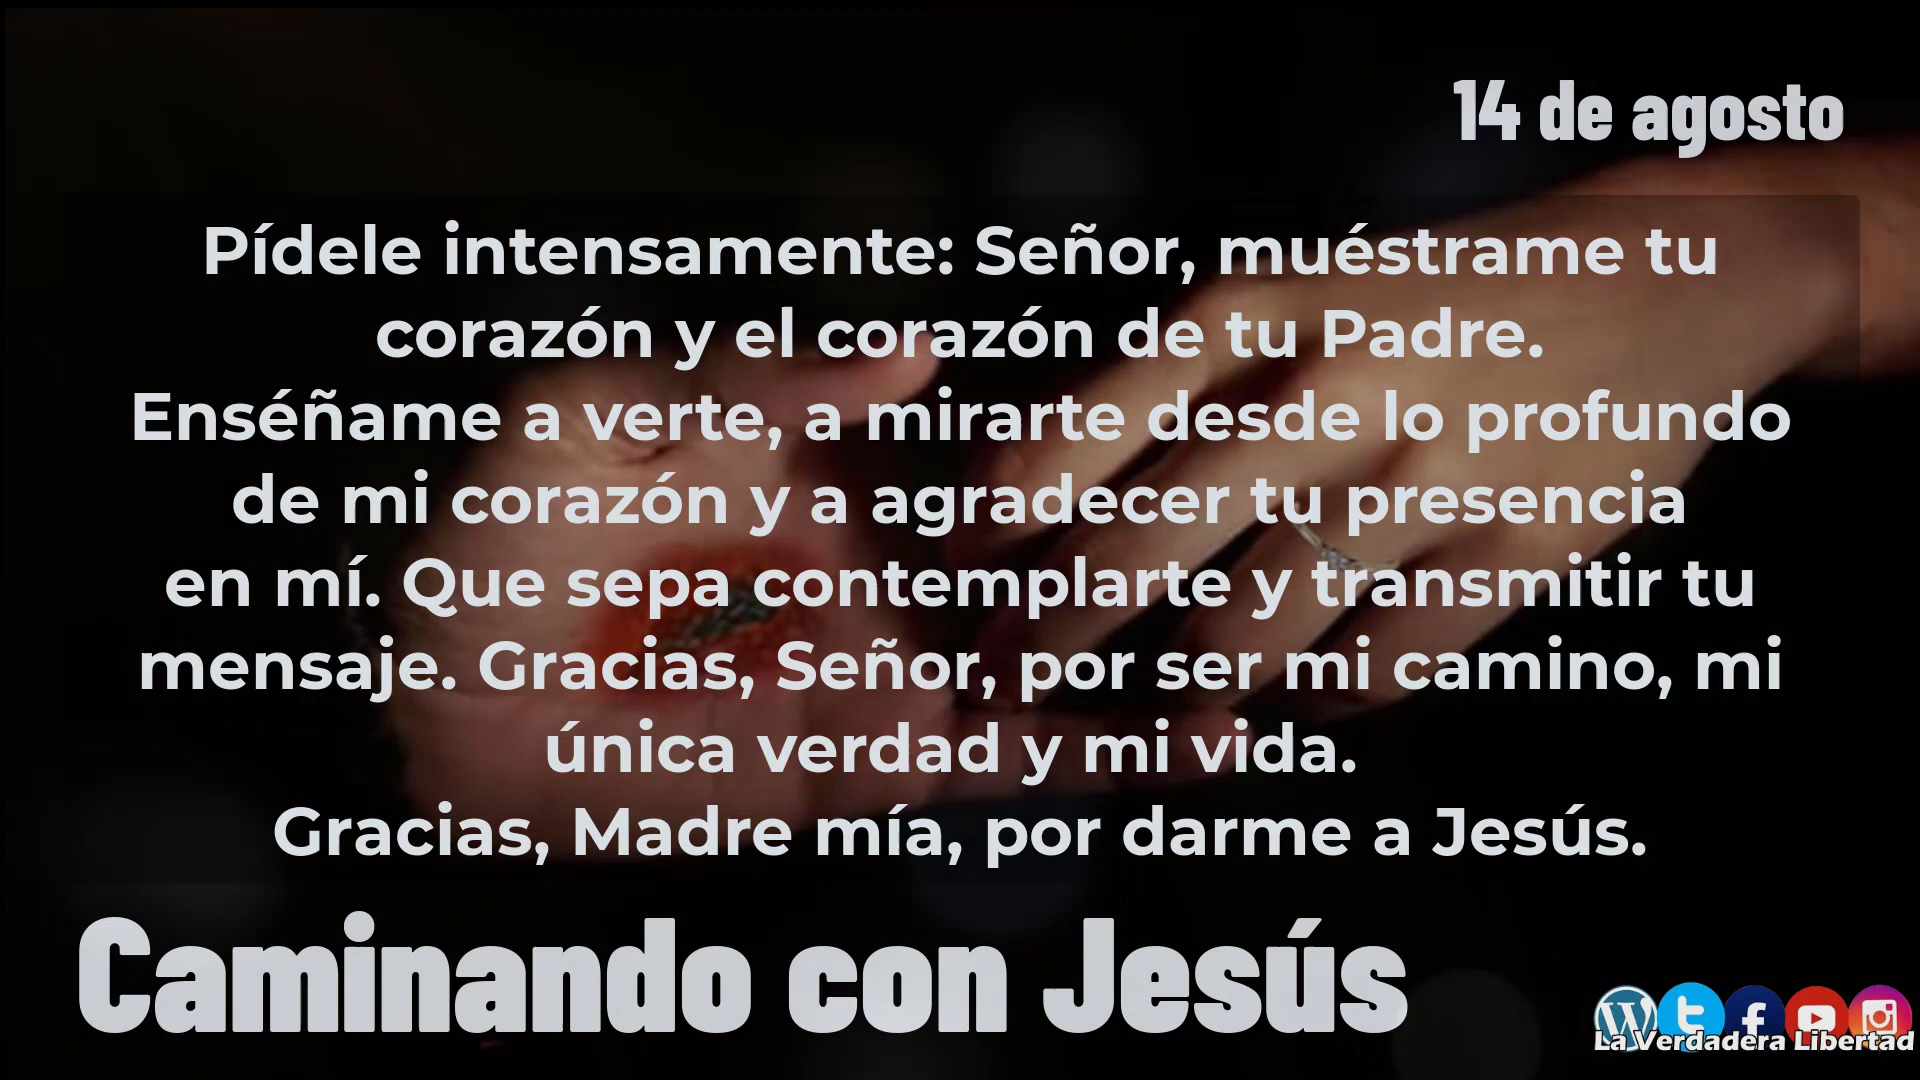 14 de agosto
Pídele intensamente: Señor, muéstrame tu
corazón y el corazón de tu Padre.
Enséñame a verte, a mirarte desde lo profundo
de mi corazón y a agradecer tu presencia
en mí. Que sepa contemplarte y transmitir tu
mensaje. Gracias, Señor, por ser mi camino, mi
única verdad y mi vida.
Gracias, Madre mía, por darme a Jesús.
Caminando con Jesús
La Verdadera Libertad